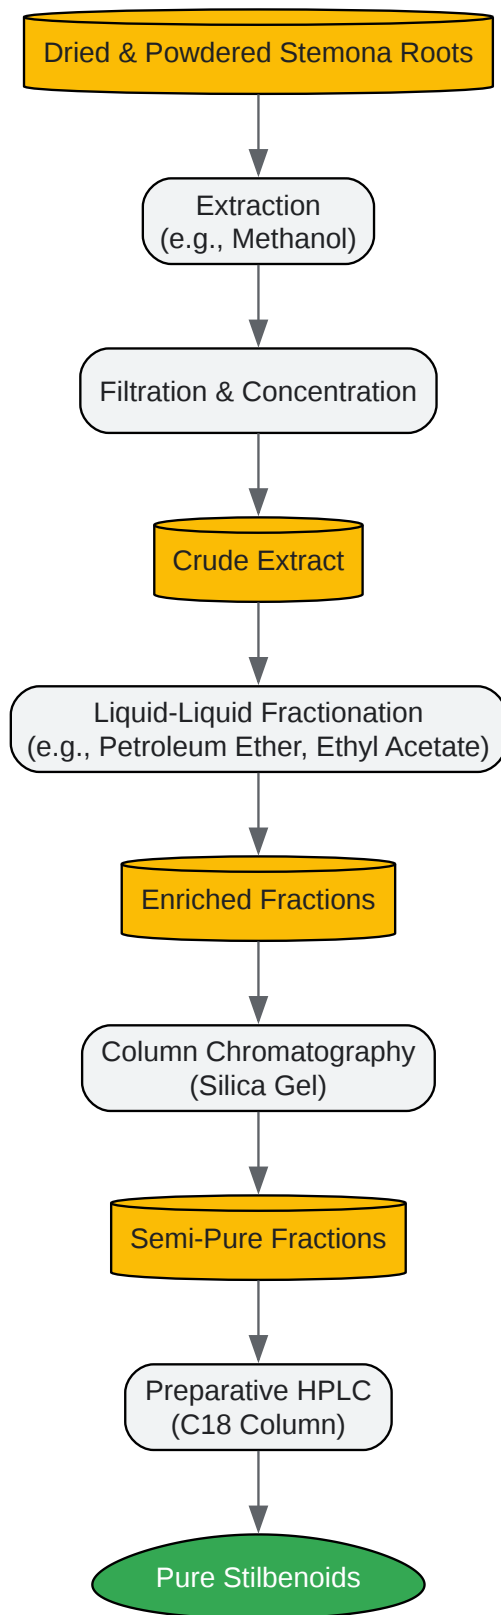 Dried & Powdered Stemona Roots
Extraction
(e.g., Methanol)
Filtration & Concentration
Crude Extract
Liquid-Liquid Fractionation
(e.g., Petroleum Ether, Ethyl Acetate)
Enriched Fractions
Column Chromatography
(Silica Gel)
Semi-Pure Fractions
Preparative HPLC
(C18 Column)
Pure Stilbenoids